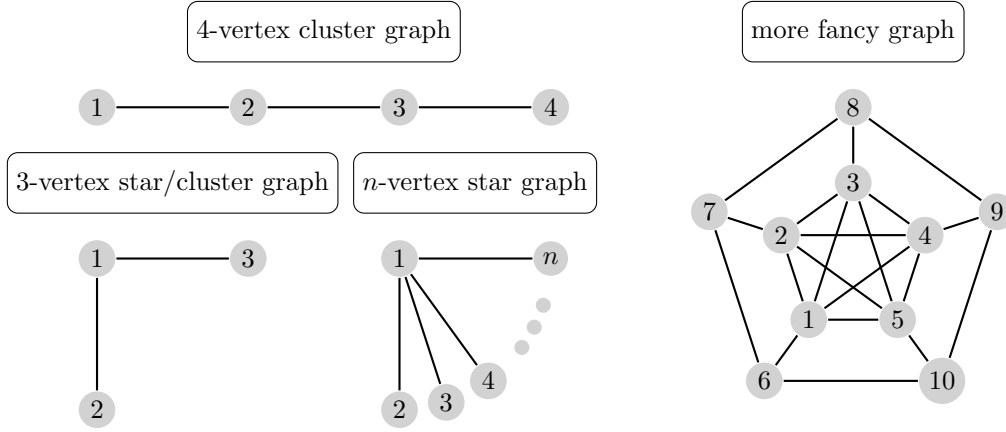 4-vertex cluster graph
1 2 3 4
3-vertex star/cluster graph
1 3
2
n-vertex star graph
1 n
4
2 3
more fancy graph
8
3
7 9
2 4
1 5
6 10